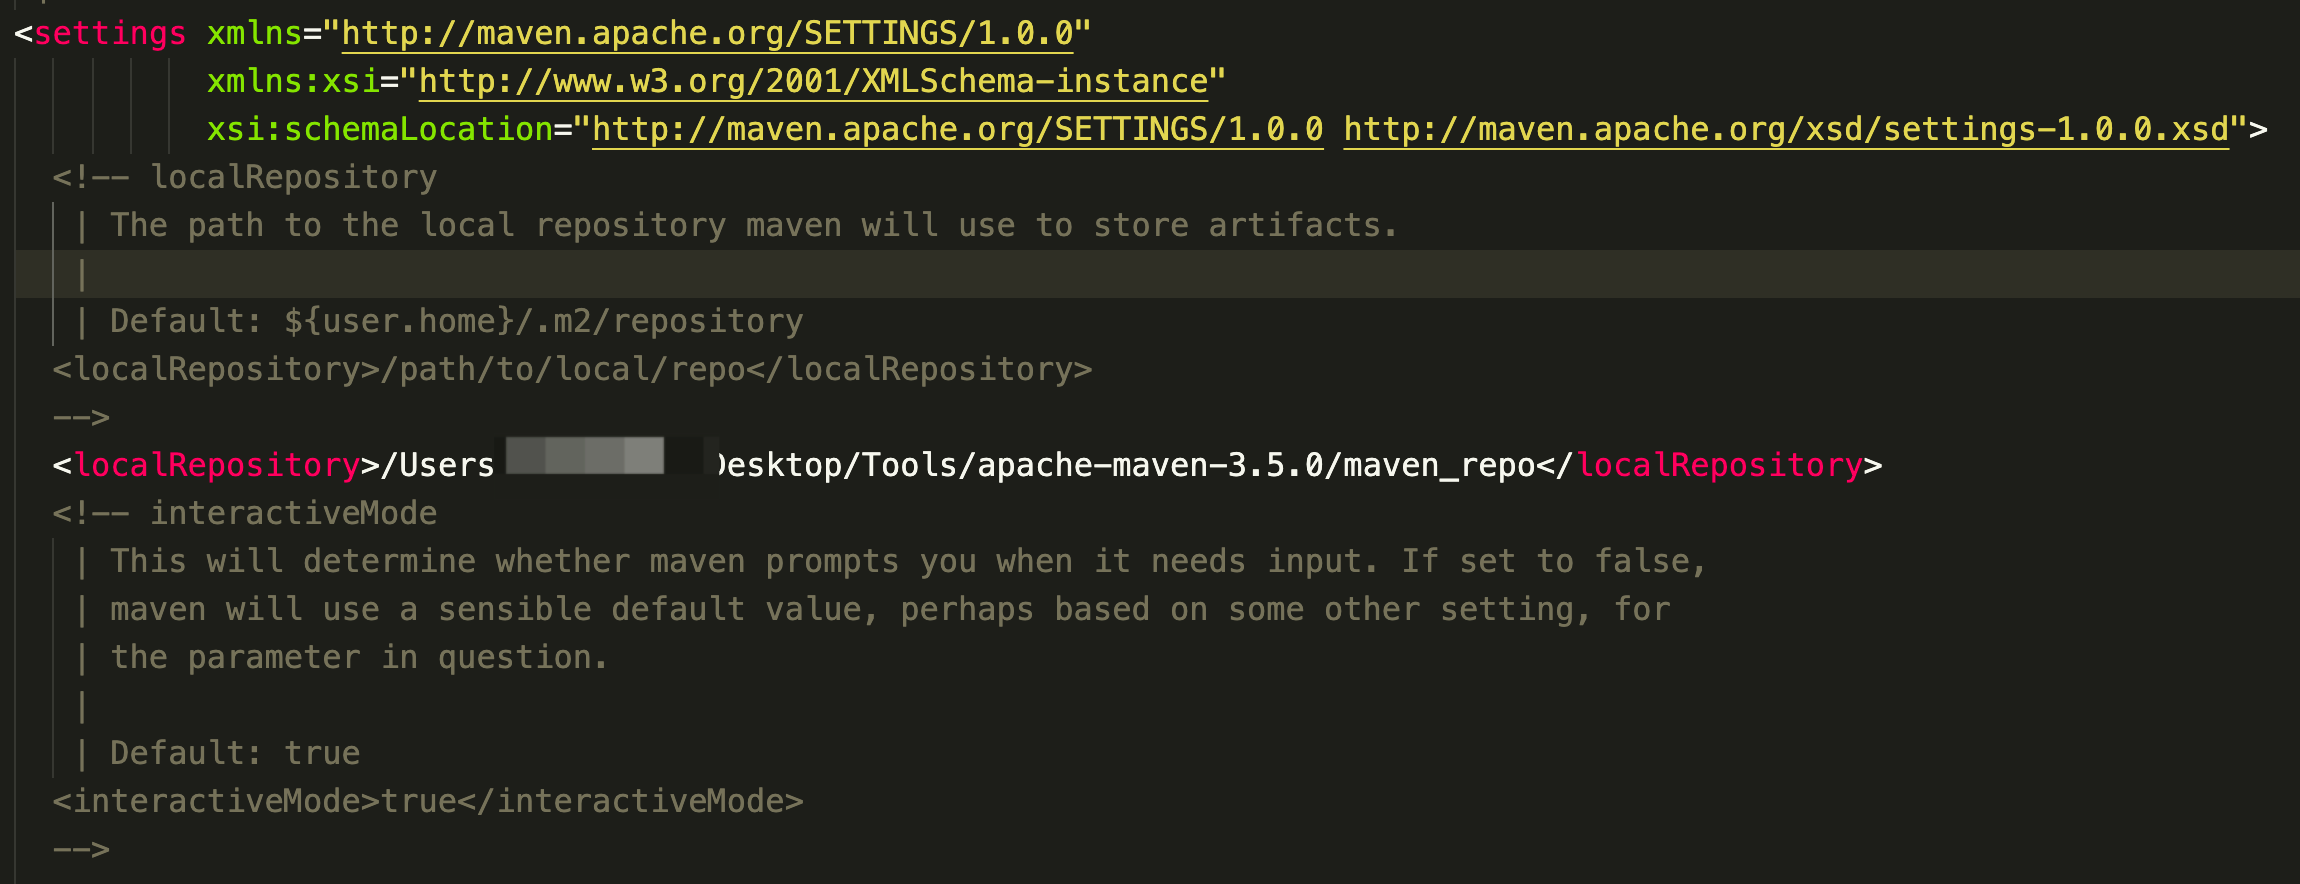 <settings xmlns="http://maven.apache.org/SETTINGS/1.0.0"
xmlns:xsi="http://www.w3.org/2001/XMLSchema-instance"
xsi:schemaLocation="http://maven.apache.org/SETTINGS/1.0.0 http://maven.apache.org/xsd/settings-1.0.0.xsd">
<!-- localRepository
| The path to the local repository maven will use to store artifacts.
|
| Default: ${user.home}/.m2/repository
<localRepository>/path/to/local/repo</localRepository>
-->
<localRepository>/Users Desktop/Tools/apache-maven-3.5.0/maven_repo</localRepository>
<!-- interactiveMode
| This will determine whether maven prompts you when it needs input. If set to false,
| maven will use a sensible default value, perhaps based on some other setting, for
| the parameter in question.
|
| Default: true
<interactiveMode>true</interactiveMode>
-->